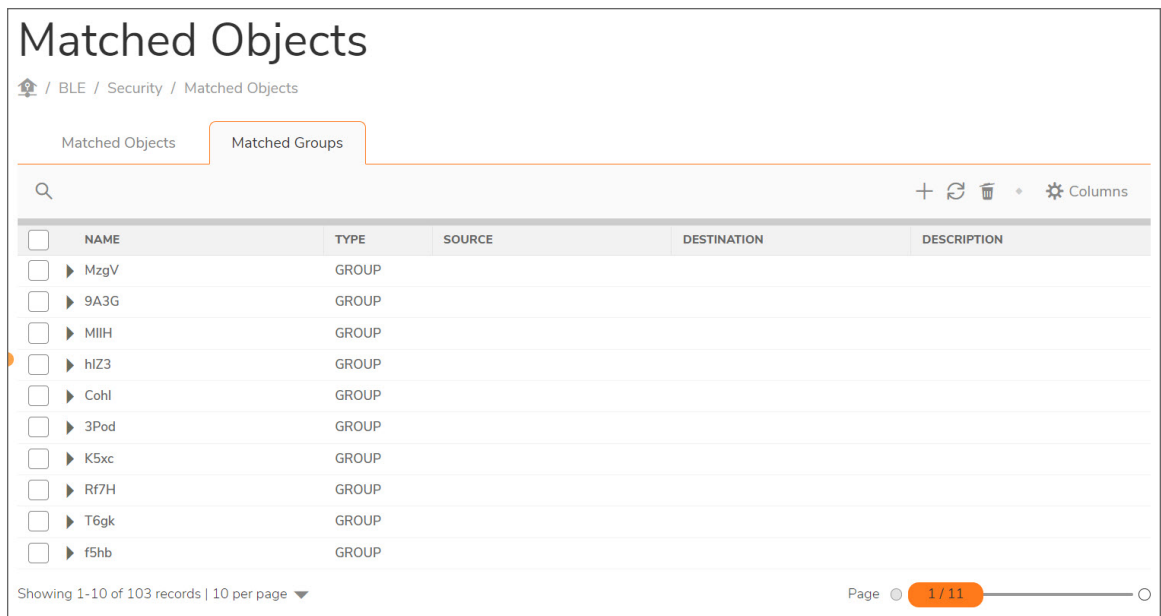 Matched Objects
/ BLE / Security / Matched Objects
Matched Objects Matched Groups
Columns
NAME TYPE SOURCE DESTINATION DESCRIPTION
MzgV GROUP
9A3G GROUP
MIIH GROUP
hIZ3 GROUP
Cohl GROUP
3Pod GROUP
K5xc GROUP
Rf7H GROUP
T6gk GROUP
f5hb GROUP
Showing 1-10 of 103 records | 10 per page Page 1 / 11